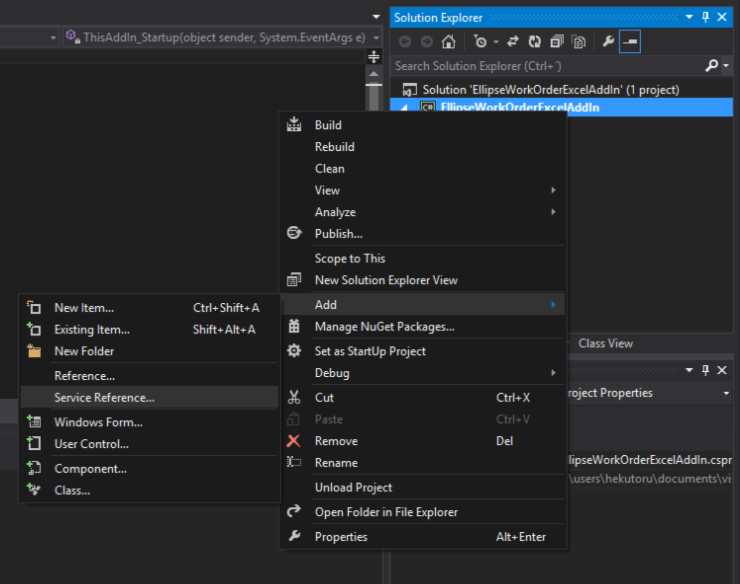 ThisAddIn_Startup(object sender, System.EventArgs e)
Solution Explorer
Search Solution Explorer (Ctrl+¨)
Solution 'EllipseWorkOrderExcelAddIn' (1 project)
C#
EllipseWorkOrderExcelAddIn
Build
Rebuild
Clean
View
Analyze
Publish...
Scope to This
New Solution Explorer View
Add
Manage NuGet Packages...
Set as StartUp Project
Debug
Cut Ctrl+X
Paste Ctrl+V
Remove Del
Rename
Unload Project
Open Folder in File Explorer
Properties Alt+Enter
New Item... Ctrl+Shift+A
Existing Item... Shift+Alt+A
New Folder
Reference...
Service Reference...
Windows Form...
User Control...
Component...
Class...
Class View
roject Properties
llipseWorkOrderExcelAddIn.cspr
\users\hekutoru\documents\vi